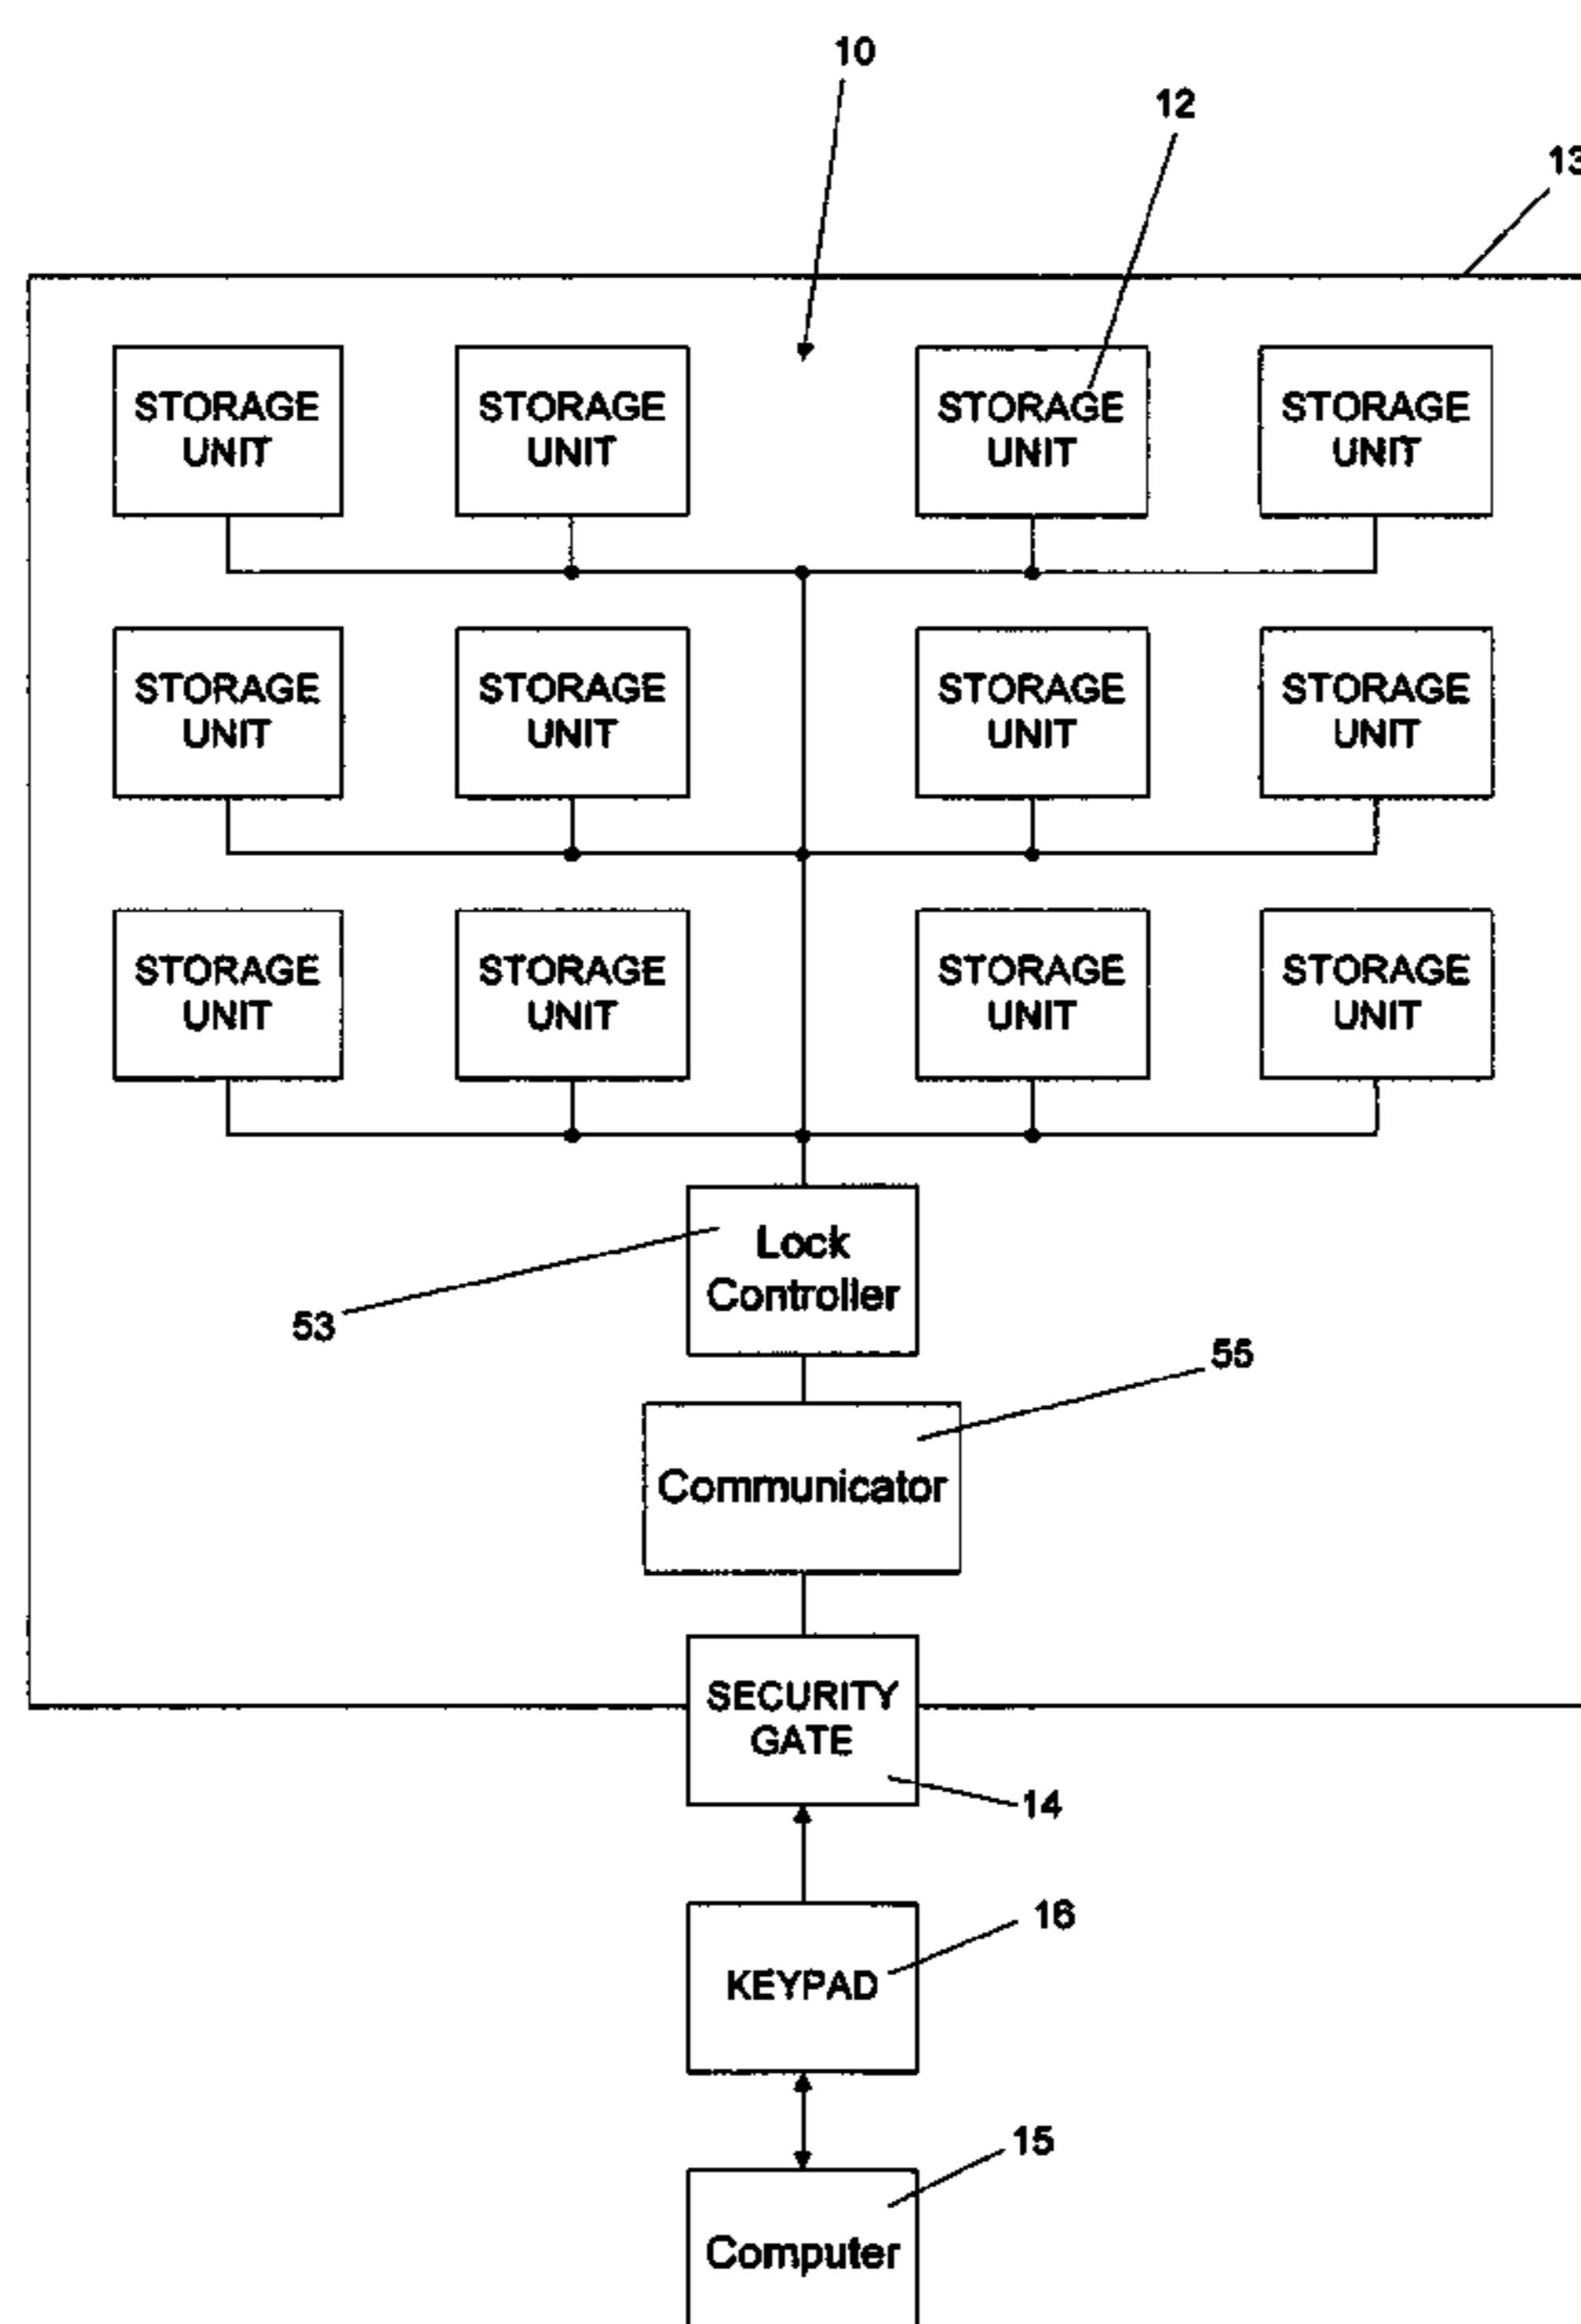 10
12
13
STORAGE
UNIT
STORAGE
UNIT
STORAGE
UNIT
STORAGE
UNIT
STORAGE
UNIT
STORAGE
UNIT
STORAGE
UNIT
STORAGE
UNIT
STORAGE
UNIT
STORAGE
UNIT
STORAGE
UNIT
STORAGE
UNIT
Lock
Controller
53
55
Communicator
SECURITY
GATE
14
16
KEYPAD
15
Computer